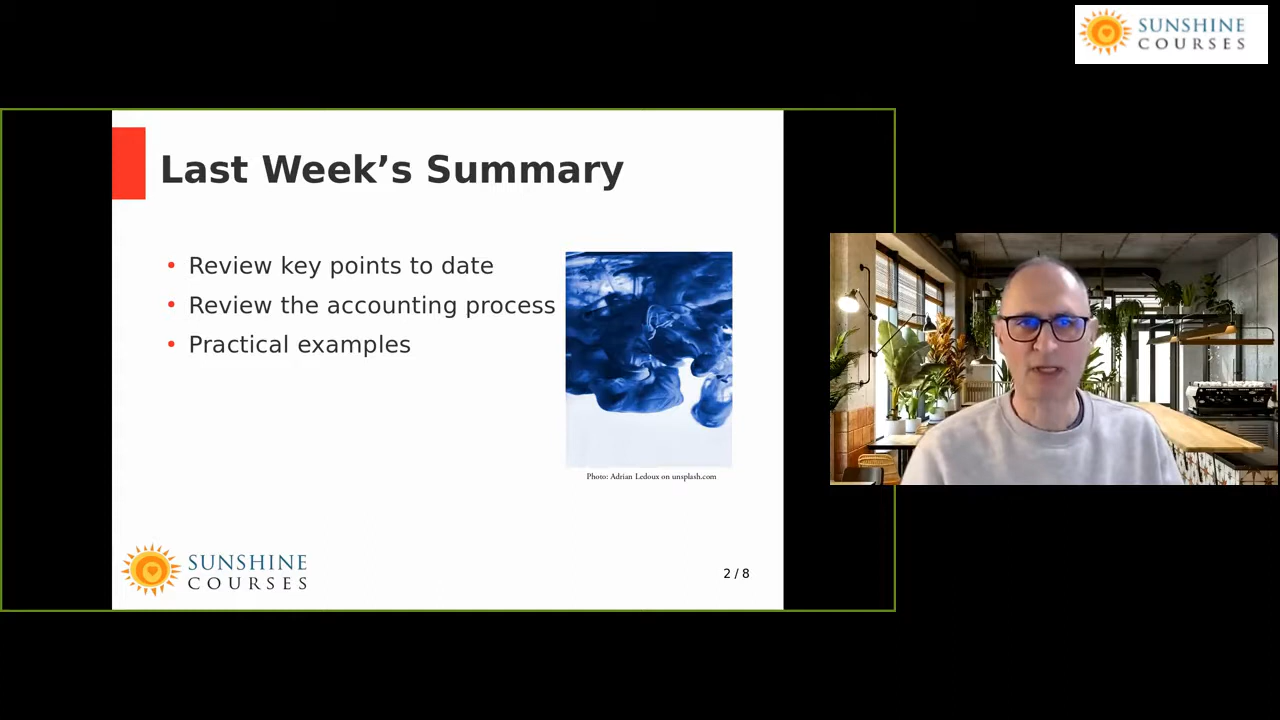 SUNSHINE
COURSES
Last Week’s Summary
• Review key points to date
• Review the accounting process
• Practical examples
Photo: Adrian Ledoux on unsplash.com
SUNSHINE
COURSES
2 / 8